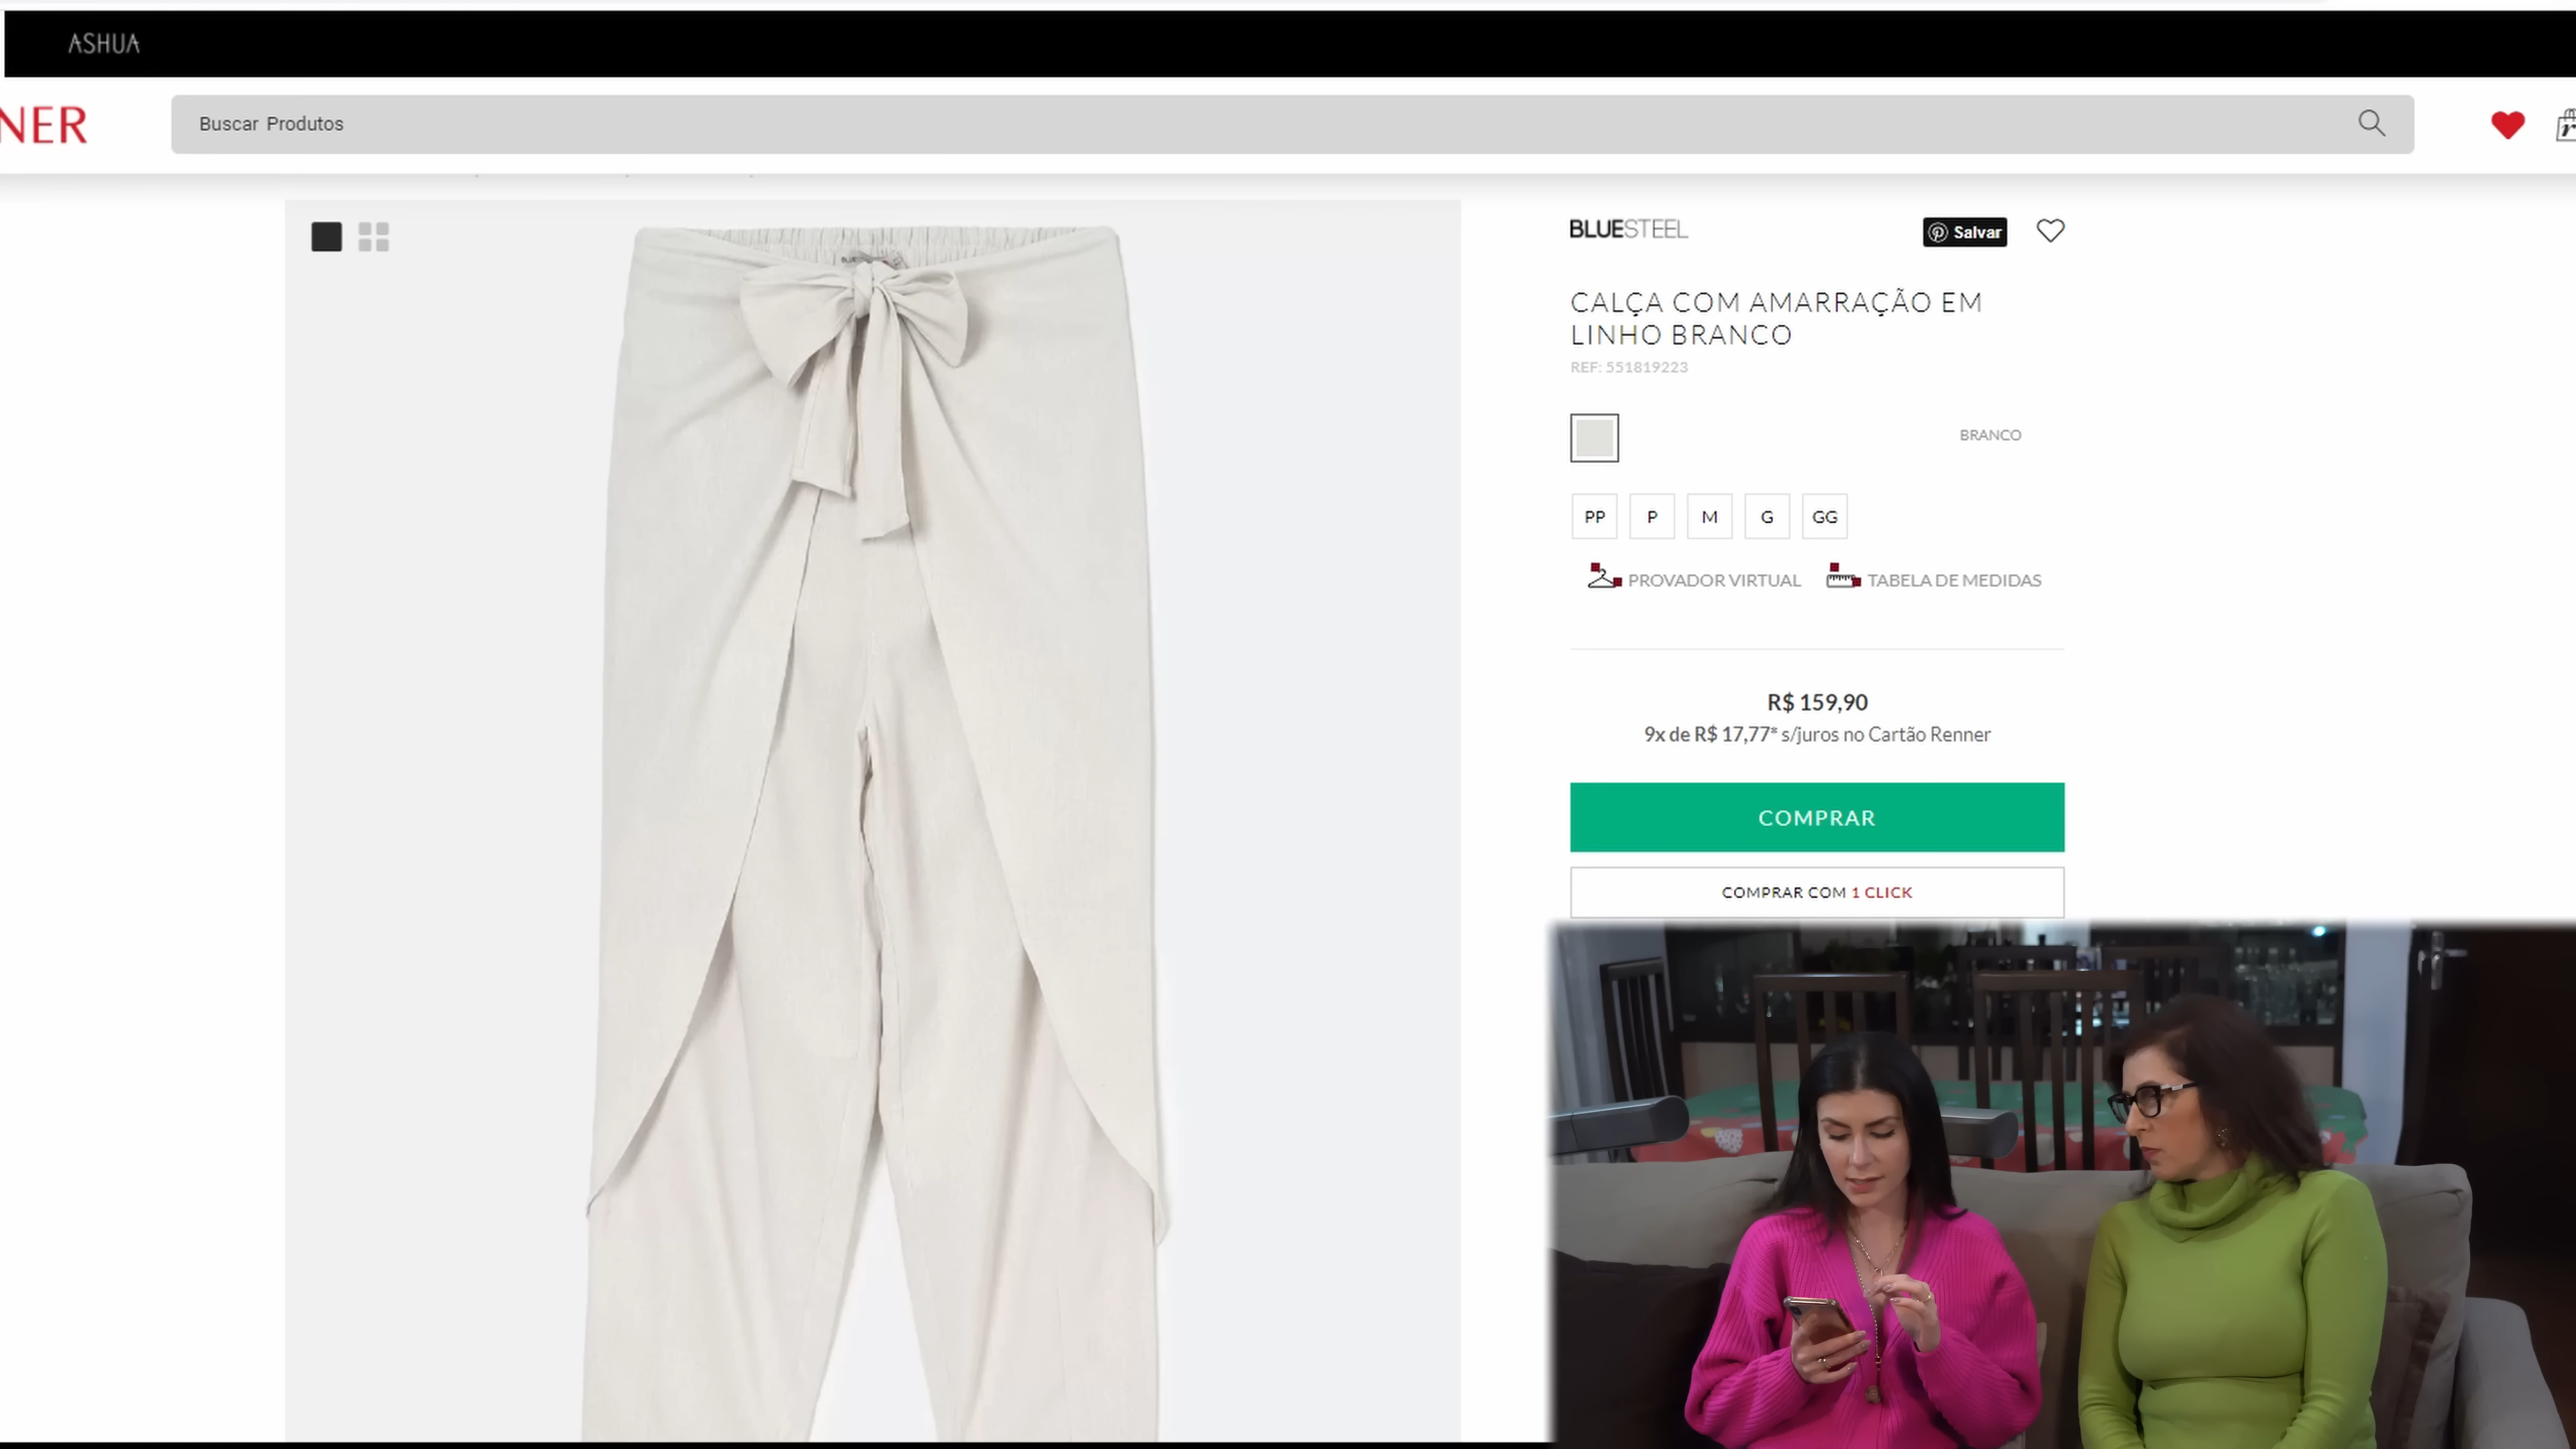 ASHUA
NER
Buscar Produtos
BLUESTEEL
Salvar
CALÇA COM AMARRAÇÃO EM
LINHO BRANCO
REF: 551819223
BRANCO
PP P M G GG
PROVADOR VIRTUAL TABELA DE MEDIDAS
R$ 159,90
9x de R$ 17,77* s/juros no Cartão Renner
COMPRAR
COMPRAR COM 1 CLICK